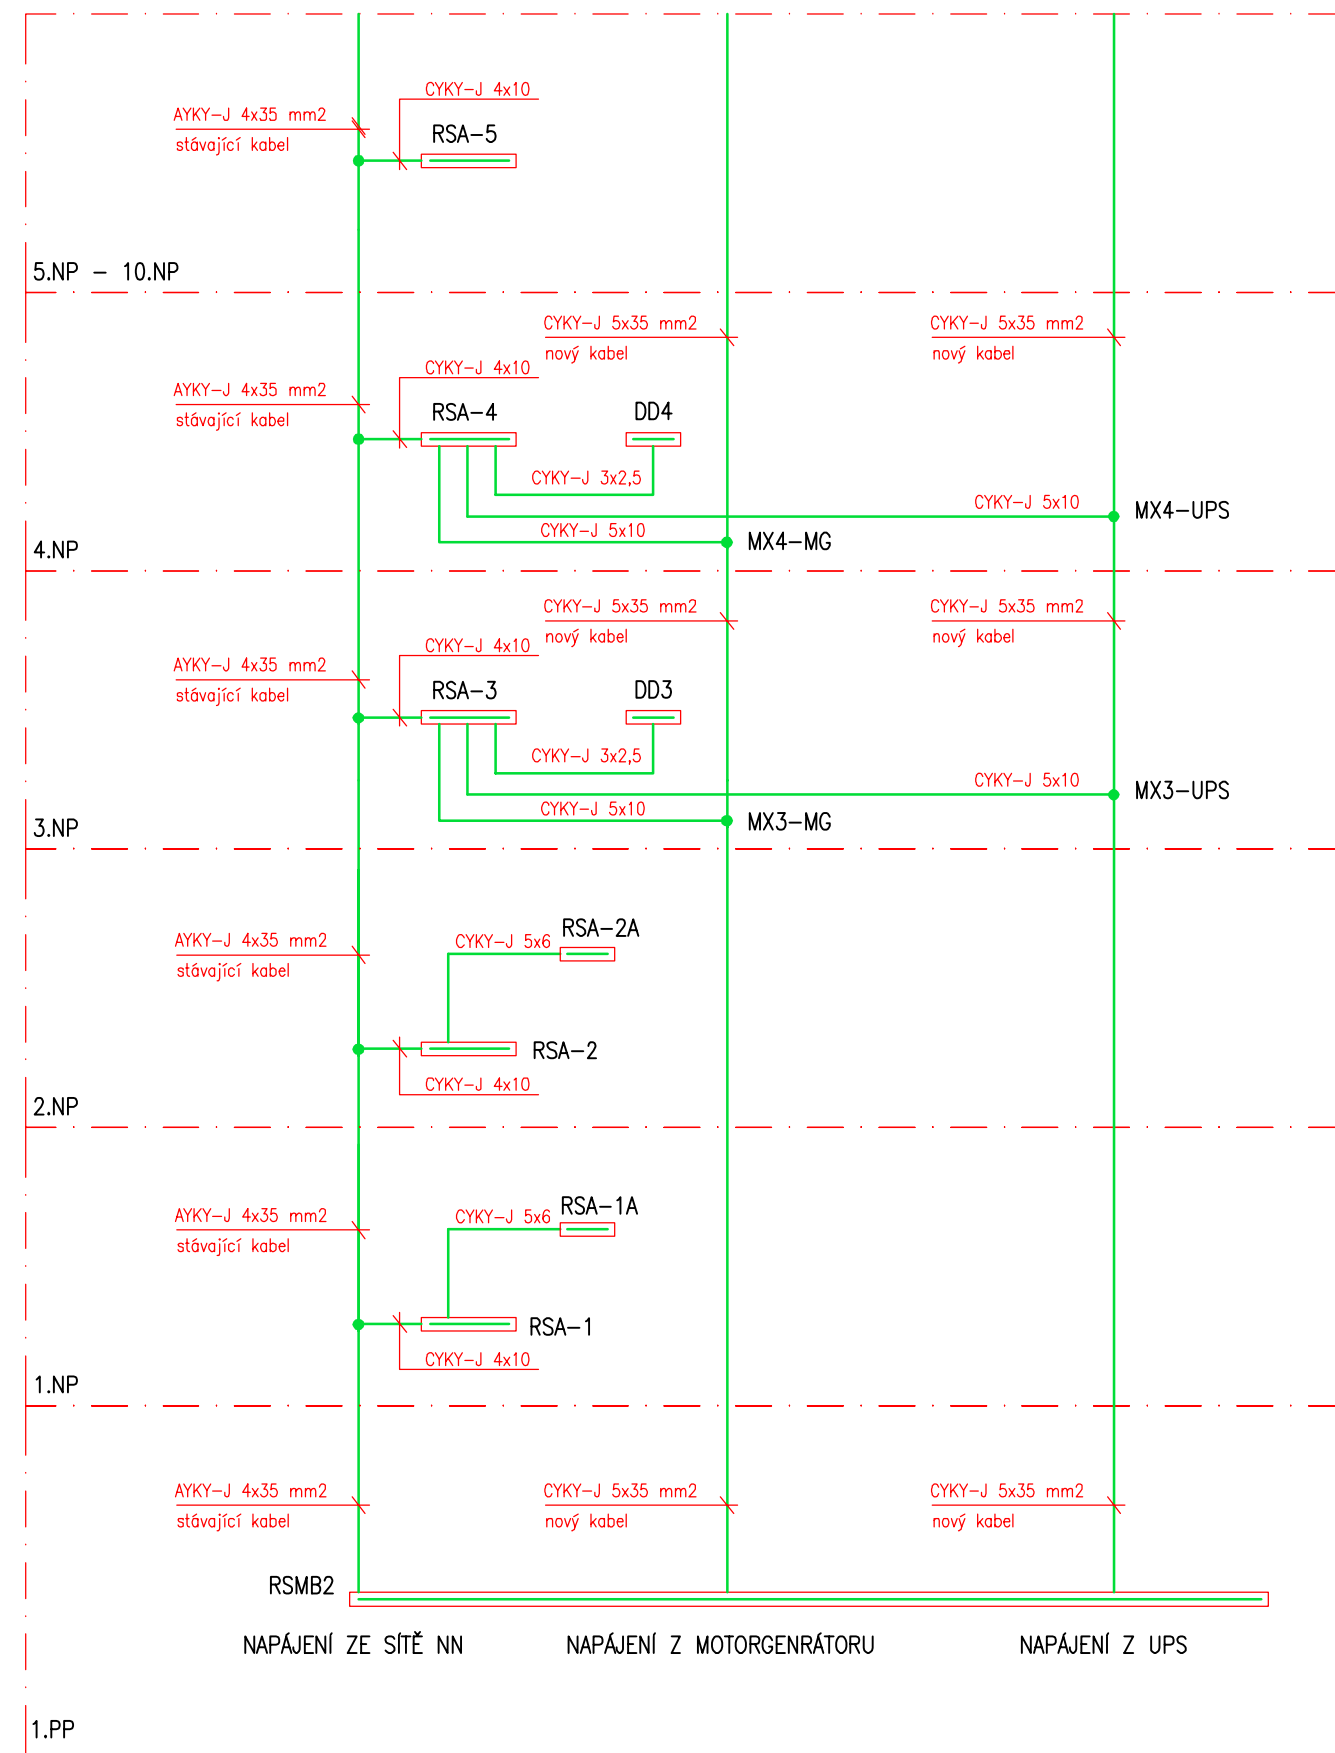 CYKY-J 4x10
AYKY-J 4x35 mm2
stávající kabel
RSA-5
5.NP - 10.NP
CYKY-J 5x35 mm2
nový kabel
CYKY-J 5x35 mm2
nový kabel
CYKY-J 4x10
AYKY-J 4x35 mm2
stávající kabel
RSA-4
DD4
CYKY-J 3x2,5
CYKY-J 5x10
MX4-UPS
CYKY-J 5x10
MX4-MG
4.NP
CYKY-J 5x35 mm2
nový kabel
CYKY-J 5x35 mm2
nový kabel
CYKY-J 4x10
AYKY-J 4x35 mm2
stávající kabel
RSA-3
DD3
CYKY-J 3x2,5
CYKY-J 5x10
MX3-UPS
CYKY-J 5x10
MX3-MG
3.NP
RSA-2A
AYKY-J 4x35 mm2
stávající kabel
CYKY-J 5x6
RSA-2
CYKY-J 4x10
2.NP
RSA-1A
AYKY-J 4x35 mm2
stávající kabel
CYKY-J 5x6
RSA-1
CYKY-J 4x10
1.NP
AYKY-J 4x35 mm2
stávající kabel
CYKY-J 5x35 mm2
nový kabel
CYKY-J 5x35 mm2
nový kabel
RSMB2
NAPÁJENÍ ZE SÍTĚ NN
NAPÁJENÍ Z MOTORGENRÁTORU
NAPÁJENÍ Z UPS
1.PP